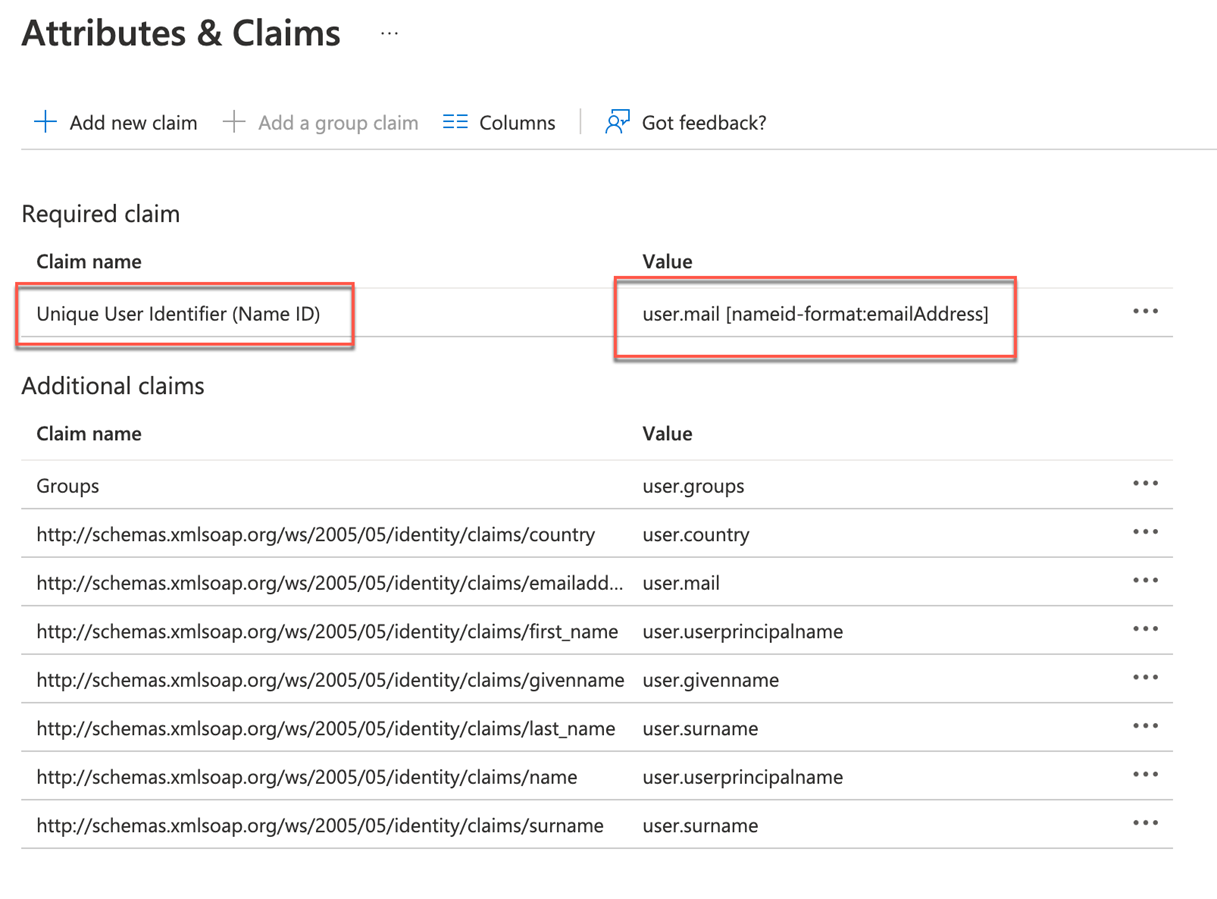 Attributes & Claims ...
Add new claim Add a group claim Columns Got feedback?
Required claim
Claim name Value
Unique User Identifier (Name ID) user.mail [nameid-format:emailAddress]
Additional claims
Claim name Value
Groups user.groups
http://schemas.xmlsoap.org/ws/2005/05/identity/claims/country user.country
http://schemas.xmlsoap.org/ws/2005/05/identity/claims/emailadd... user.mail
http://schemas.xmlsoap.org/ws/2005/05/identity/claims/first_name user.userprincipalname
http://schemas.xmlsoap.org/ws/2005/05/identity/claims/givenname user.givenname
http://schemas.xmlsoap.org/ws/2005/05/identity/claims/last_name user.surname
http://schemas.xmlsoap.org/ws/2005/05/identity/claims/name user.userprincipalname
http://schemas.xmlsoap.org/ws/2005/05/identity/claims/surname user.surname